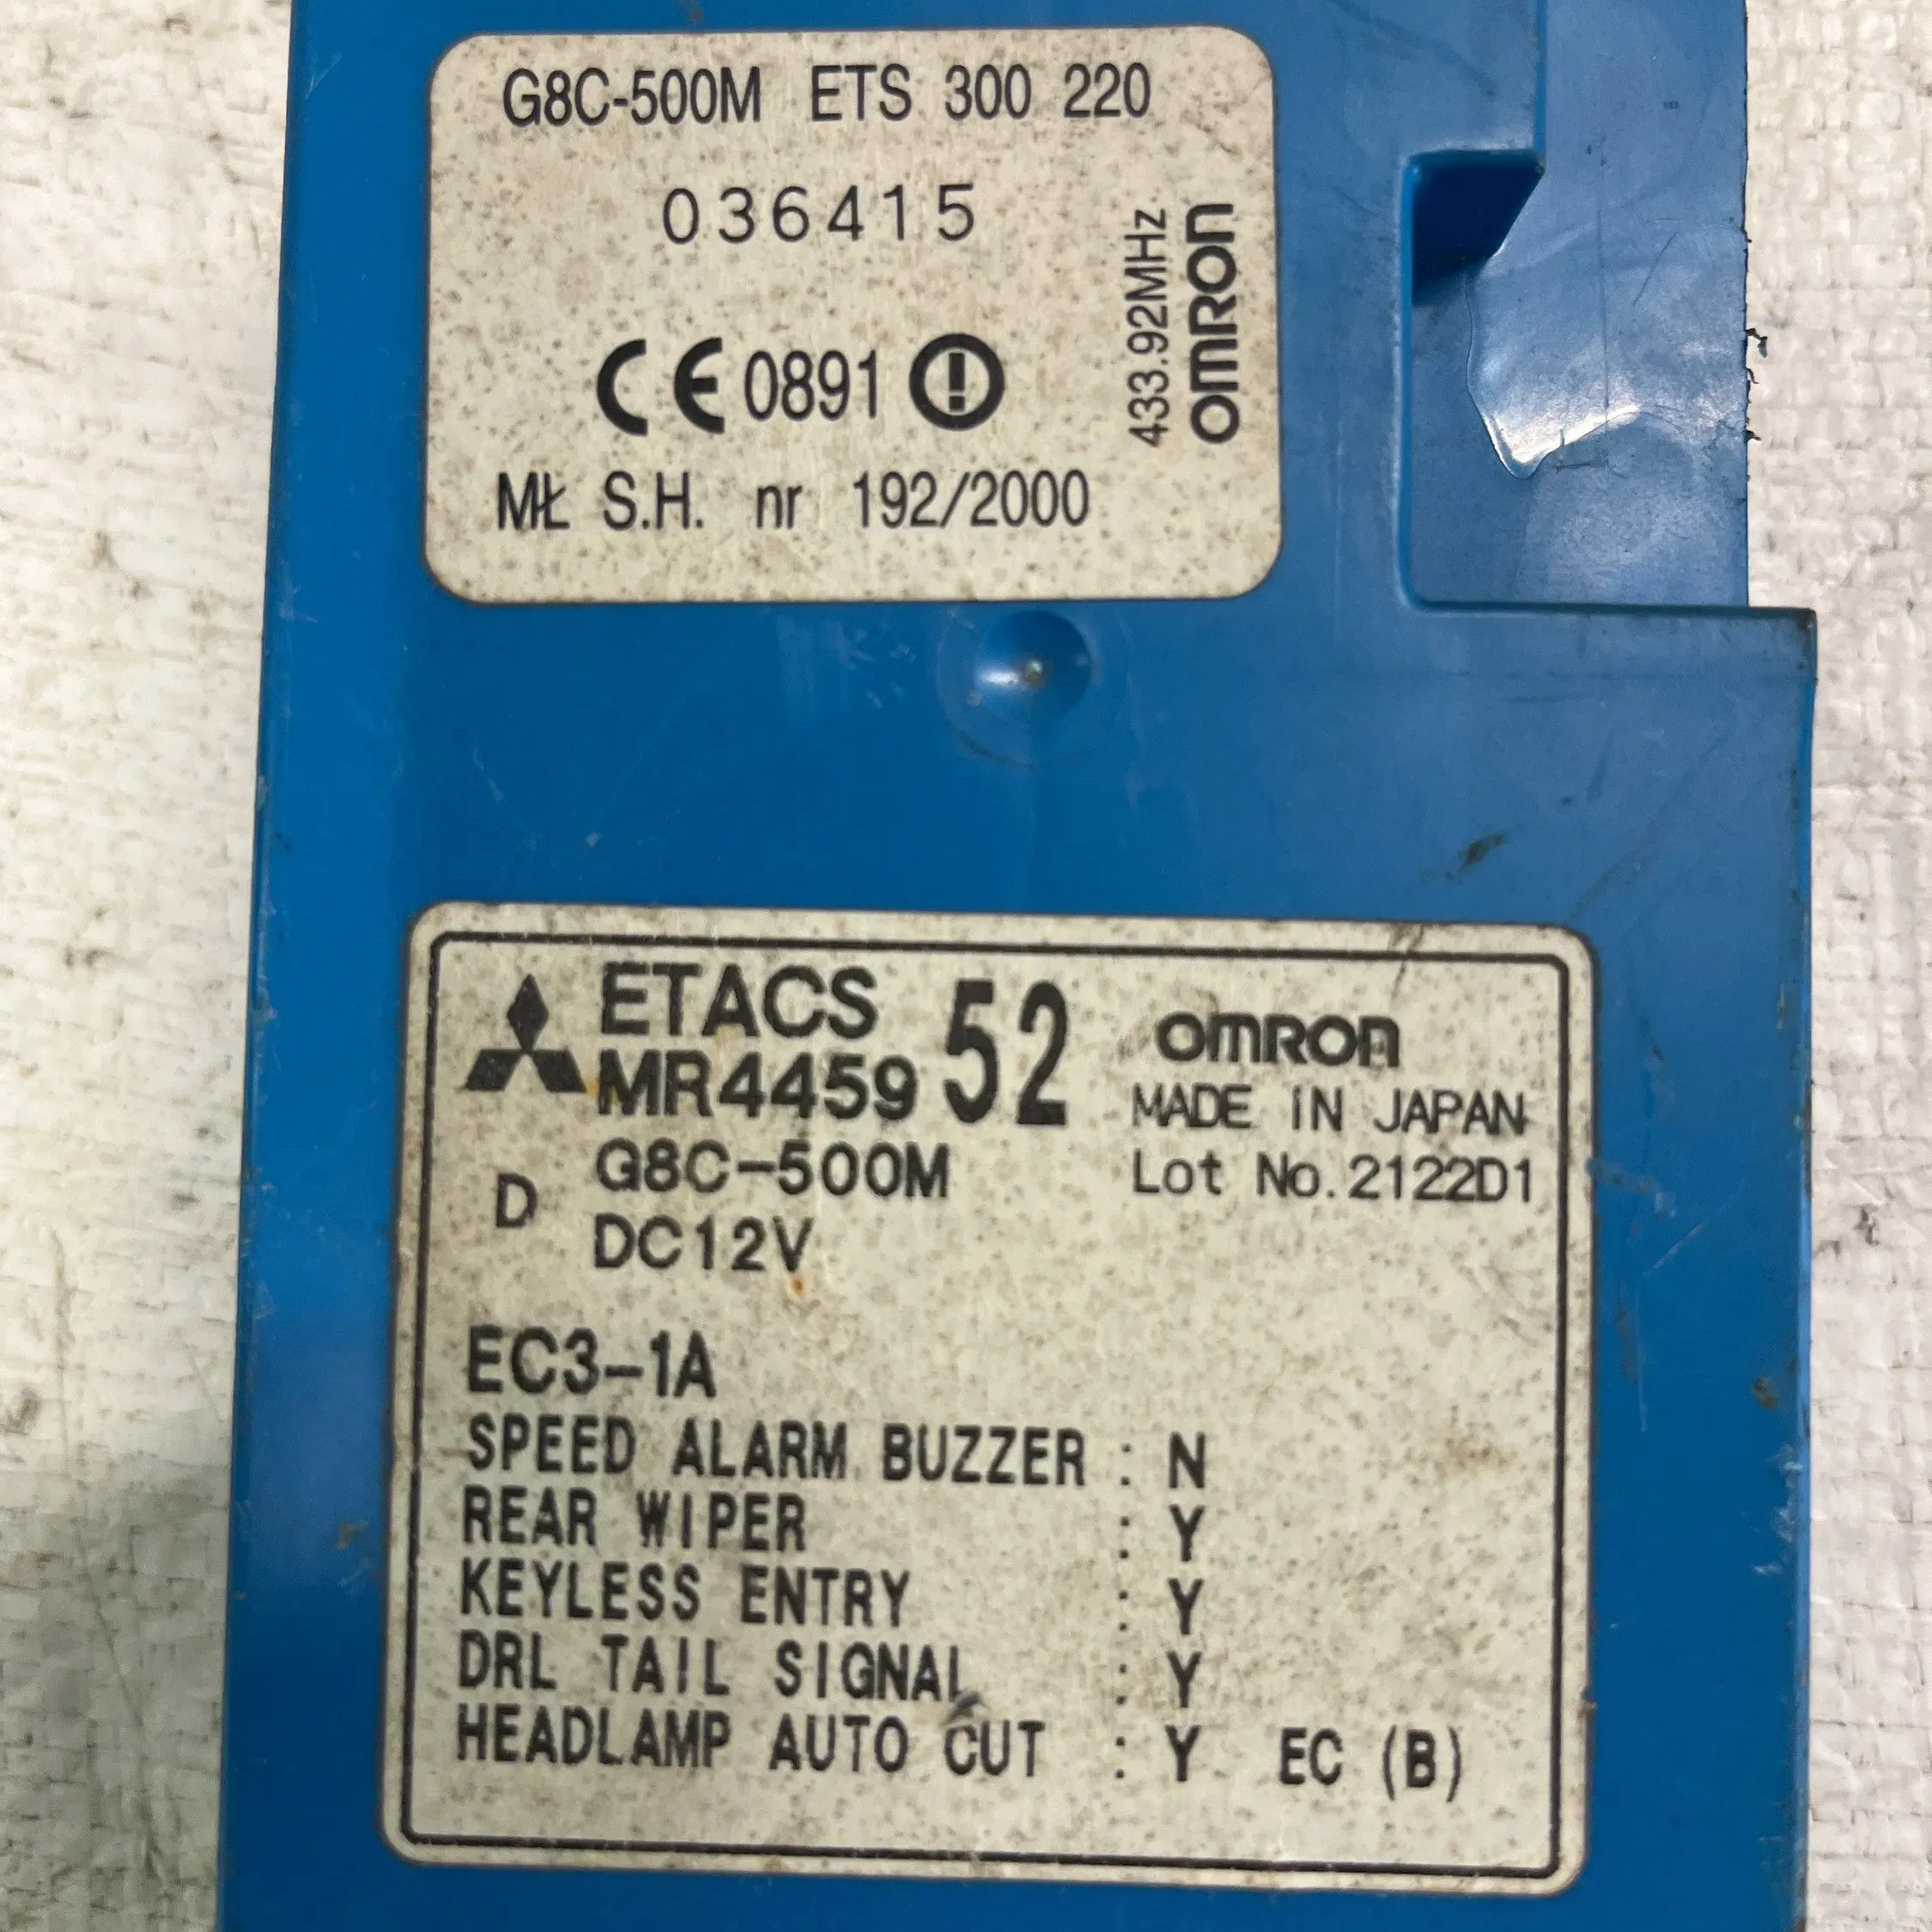 G8C-500M ETS 300 220
036415
CE 0891
MŁ S.H. nr 192/2000
433.92MHz
OMRON
ETACS
MR445952
OMRON
MADE IN JAPAN
D
G8C-500M
Lot No.2122D1
DC12V
EC3-1A
SPEED ALARM BUZZER : N
REAR WIPER : Y
KEYLESS ENTRY : Y
DRL TAIL SIGNAL : Y
HEADLAMP AUTO CUT : Y EC (B)